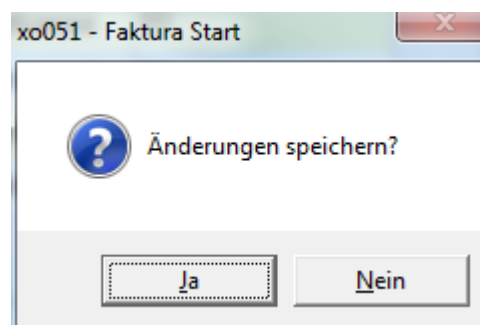 xo051 - Faktura Start
Änderungen speichern?
Ja
Nein